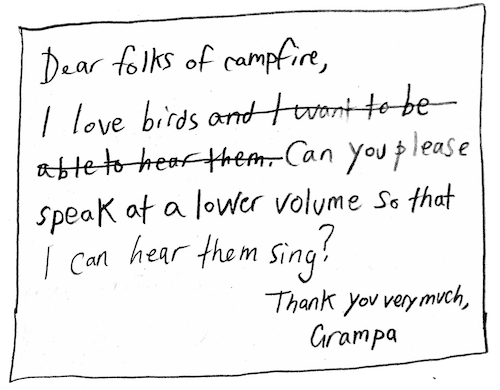 Dear folks of campfire,
I love birds and I want to be
able to hear them. Can you please
speak at a lower volume so that
I can hear them sing?
Thank you very much,
Grampa